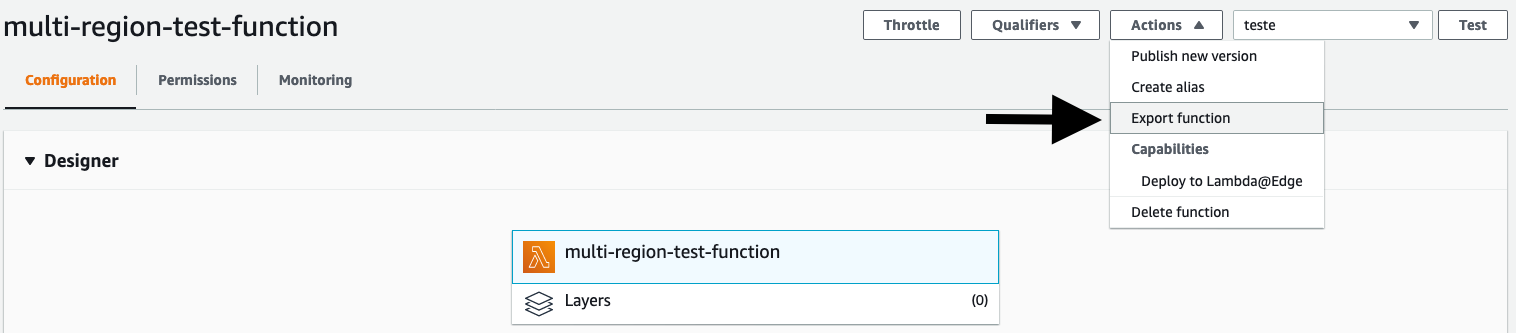 multi-region-test-function
Throttle
Qualifiers
Actions
teste
Test
Publish new version
Create alias
Export function
Capabilities
Deploy to Lambda@Edge
Delete function
Configuration
Permissions
Monitoring
Designer
multi-region-test-function
Layers
(0)